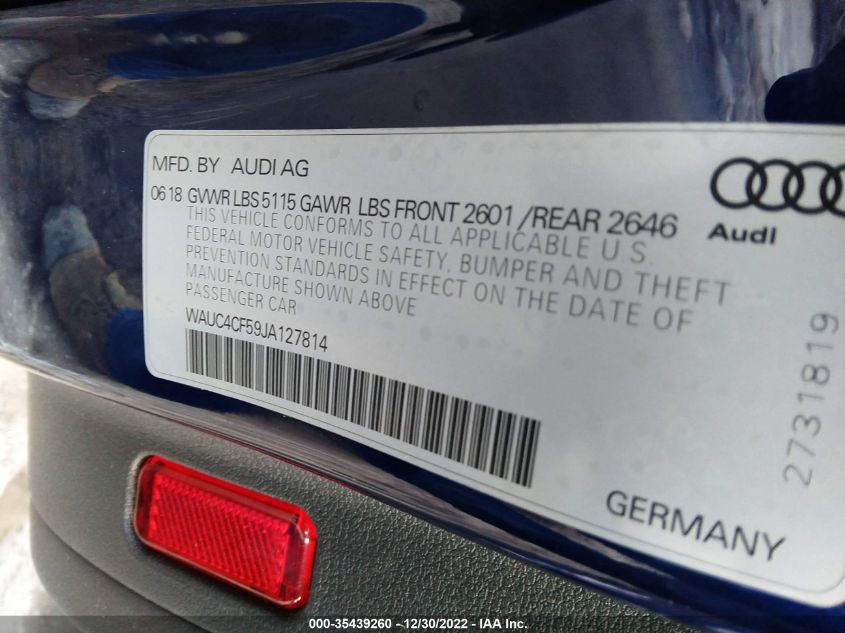 MFD. BY AUDI AG
06 18 GVWR LBS 5115 GAWR LBS FRONT 2601 / REAR 2646
THIS VEHICLE CONFORMS TO ALL APPLICABLE U S.
FEDERAL MOTOR VEHICLE SAFETY, BUMPER AND THEFT
PREVENTION STANDARDS IN EFFECT ON THE DATE OF
MANUFACTURE SHOWN ABOVE
PASSENGER CAR
WAUC4CF59JA127814
Audi
2731819
GERMANY
000-35439260 - 12/30/2022 - IAA Inc.